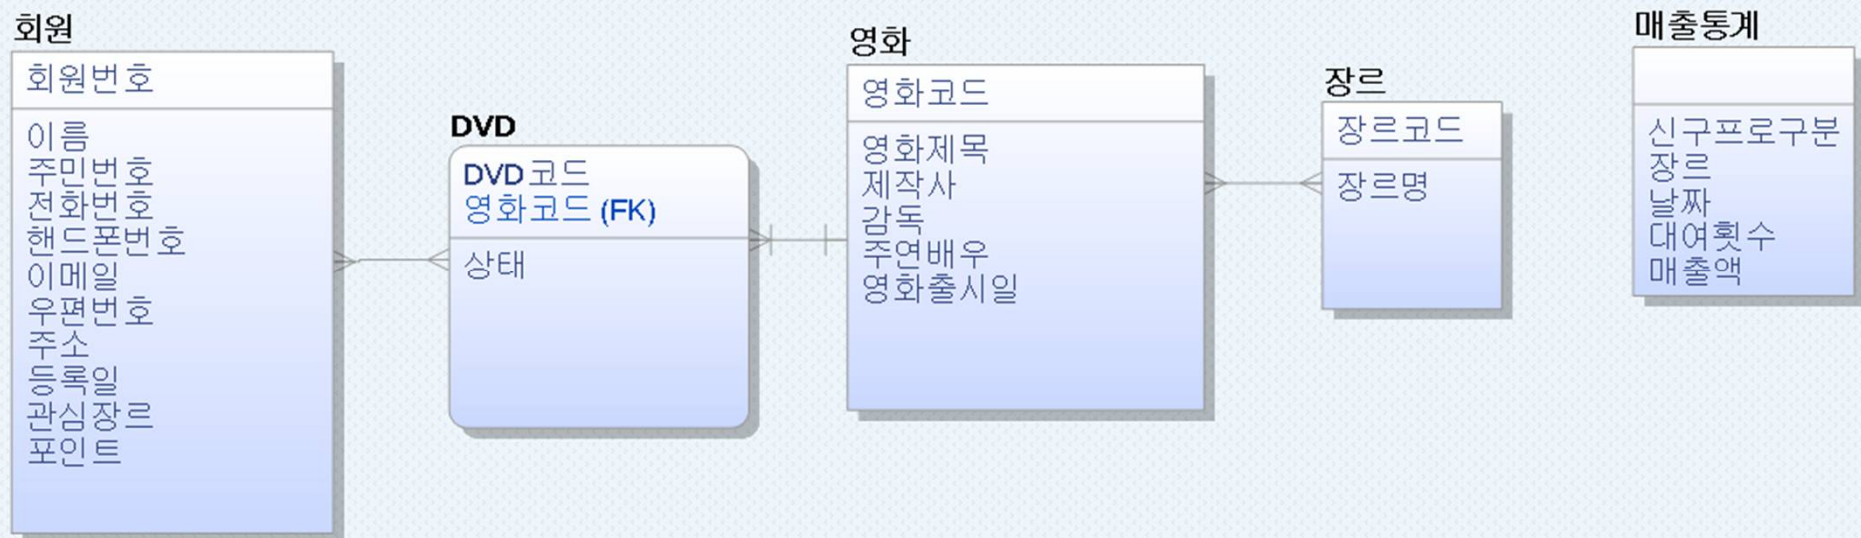 회원
회원번호
이름
주민번호
전화번호
핸드폰번호
이메일
우편번호
주소
등록일
관심장르
포인트
DVD
DVD코드
영화코드 (FK)
상태
영화
영화코드
영화제목
제작사
감독
주연배우
영화출시일
장르
장르코드
장르명
매출통계
신구프로구분
장르
날짜
대여횟수
매출액